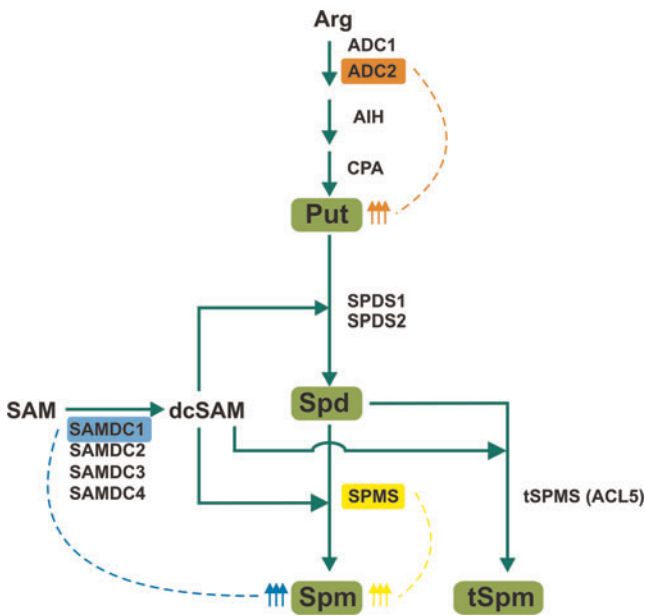 Arg
ADC1
ADC2
AIH
CPA
Put
SPDS1
SPDS2
SAM
dcSAM
Spd
SAMDC1
SAMDC2
SAMDC3
SAMDC4
SPMS
tSPMS (ACL5)
Spm
tSpm